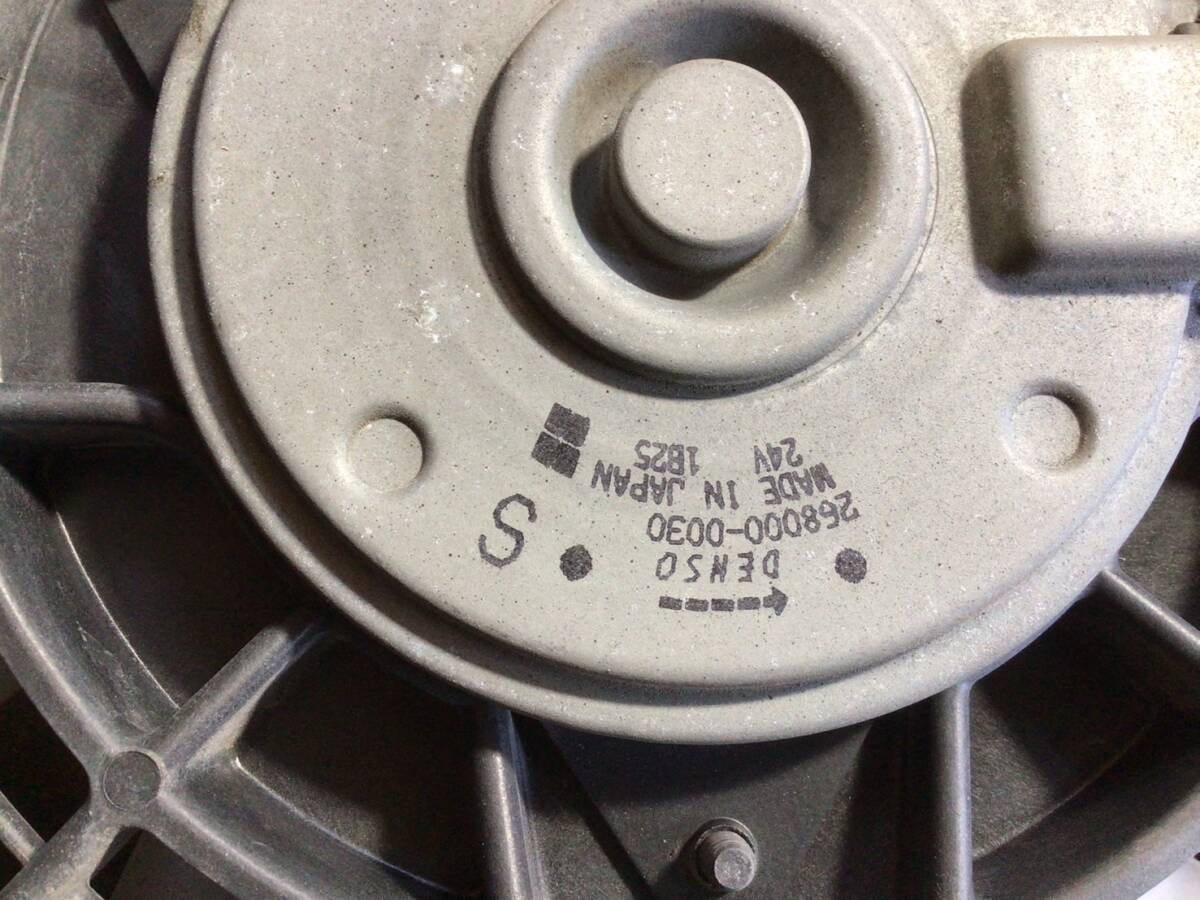 DENSO
268000-0030
MADE IN JAPAN
24V 1B25
S